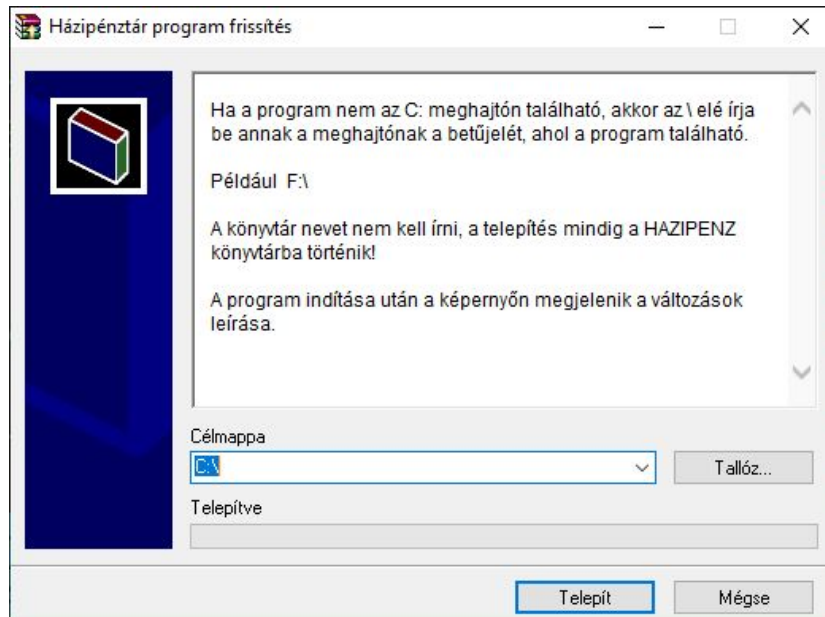 Házipénztár program frissítés
Ha a program nem az C: meghajtón található, akkor az \ elé írja
be annak a meghajtónak a betűjelét, ahol a program található.
Például F:\
A könyvtár nevet nem kell írni, a telepítés mindig a HAZIPENZ
könyvtárba történik!
A program indítása után a képernyőn megjelenik a változások
leírása.
Célmappa
C:\
Tallóz...
Telepítve
Telepít
Mégse